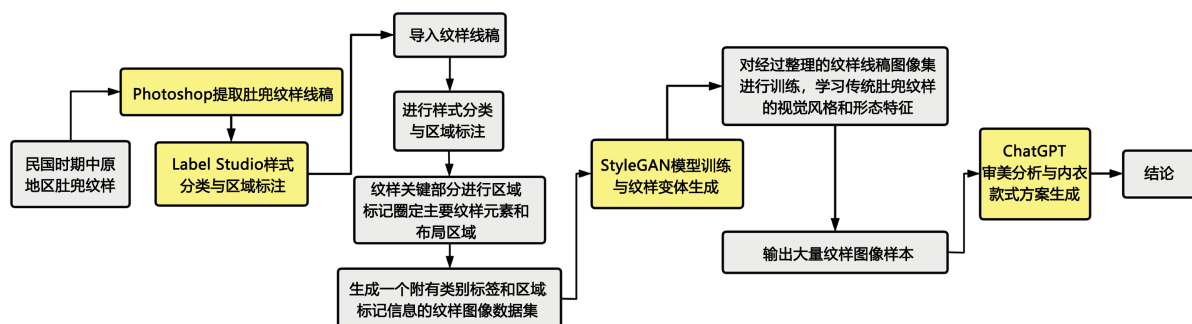 民国时期中原
地区肚兜纹样
Photoshop提取肚兜纹样线稿
Label Studio样式
分类与区域标注
导入纹样线稿
进行样式分类
与区域标注
纹样关键部分进行区域
标记圈定主要纹样元素和
布局区域
生成一个附有类别标签和区域
标记信息的纹样图像数据集
StyleGAN模型训练
与纹样变体生成
对经过整理的纹样线稿图像集
进行训练，学习传统肚兜纹样
的视觉风格和形态特征
输出大量纹样图像样本
ChatGPT
审美分析与内衣
款式方案生成
结论